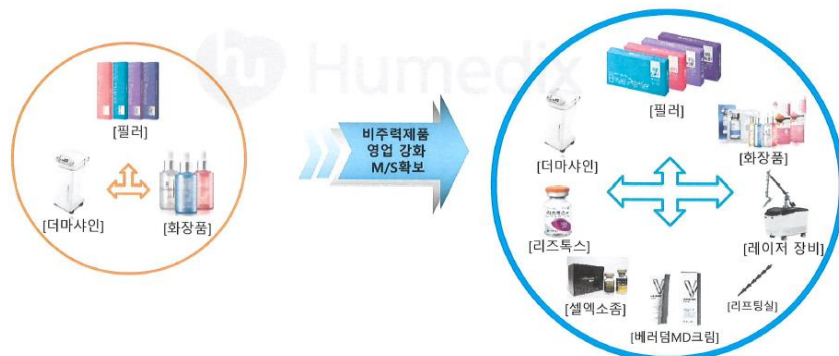 Humedix
[필러]
[더마샤인]
[화장품]
비주력제품
영업 강화
M/S확보
[필러]
[더마샤인]
[화장품]
[리즈톡스]
[레이저 장비]
[셀엑소좀]
[리프팅실]
[베러덤MD크림]